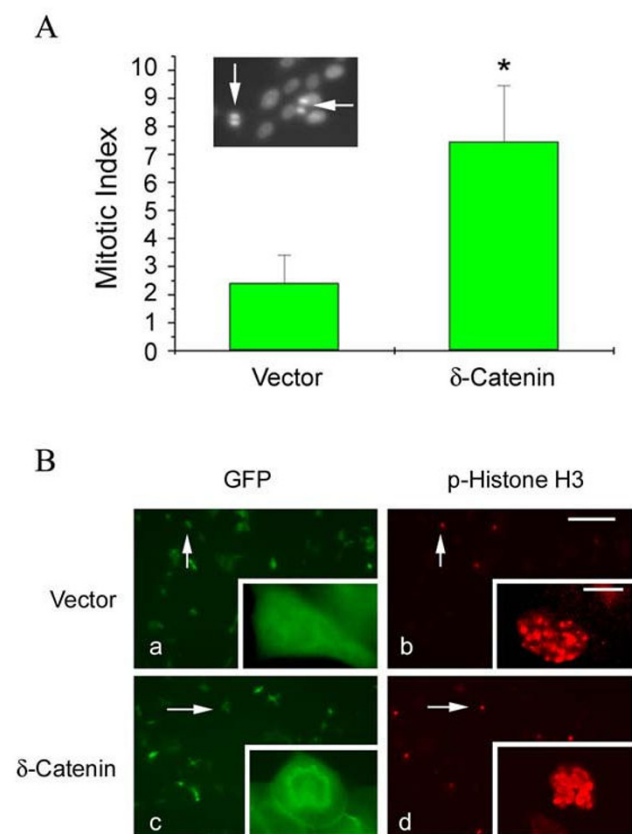 A
Mitotic Index
10
9
8
7
6
5
4
3
2
1
0
*
Vector
δ-Catenin
B
GFP
p-Histone H3
Vector
a
b
δ-Catenin
c
d